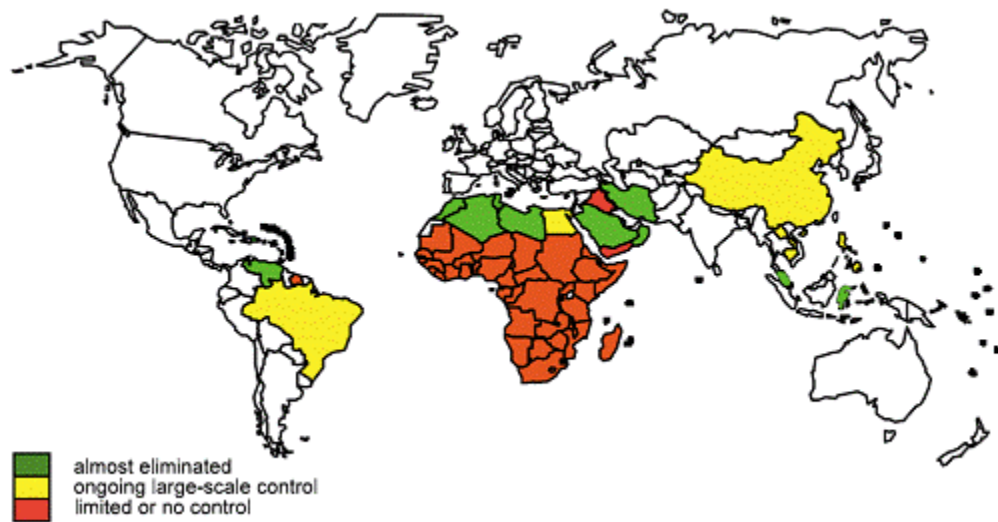 almost eliminated
ongoing large-scale control
limited or no control